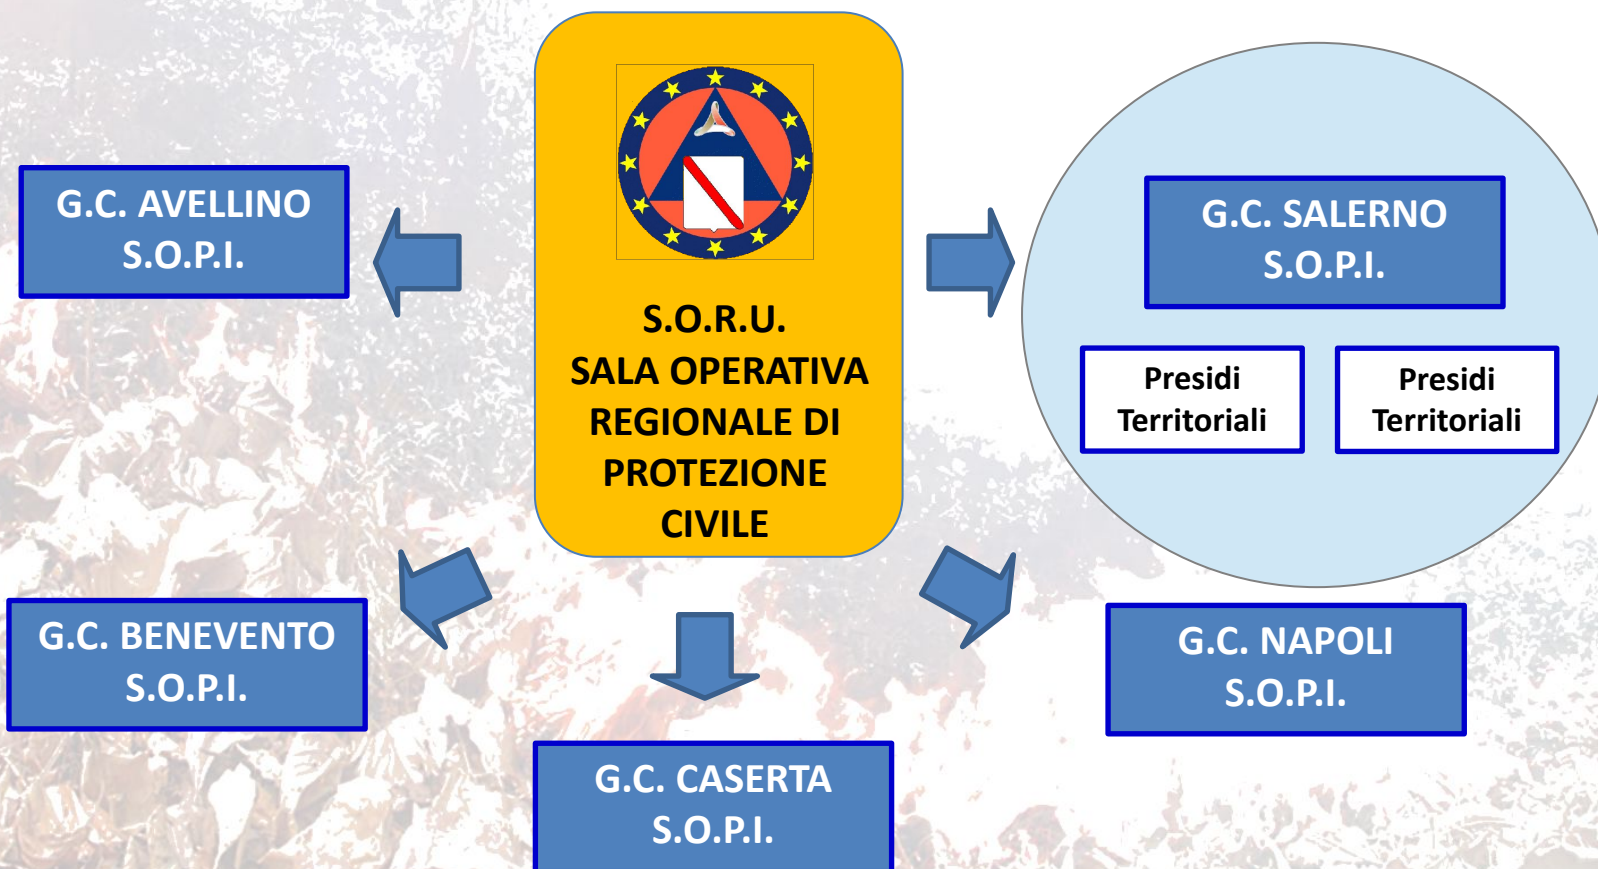 G.C. AVELLINO
S.O.P.I.
S.O.R.U.
SALA OPERATIVA
REGIONALE DI
PROTEZIONE
CIVILE
G.C. SALERNO
S.O.P.I.
Presidi
Territoriali
Presidi
Territoriali
G.C. BENEVENTO
S.O.P.I.
G.C. CASERTA
S.O.P.I.
G.C. NAPOLI
S.O.P.I.